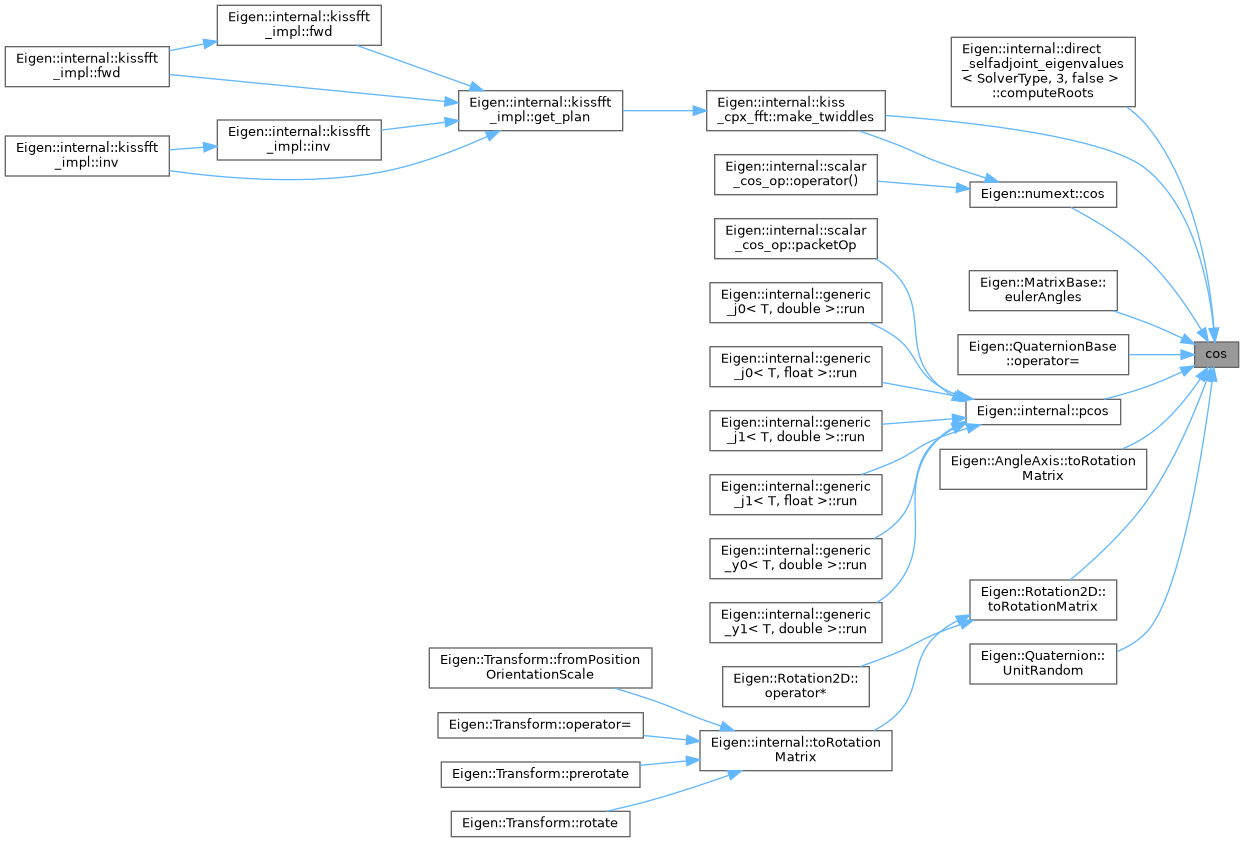 Eigen::internal::kissfft
_impl::fwd
Eigen::internal::kissfft
_impl::fwd
Eigen::internal::kissfft
_impl::inv
Eigen::internal::kissfft
_impl::inv
Eigen::internal::kissfft
_impl::get_plan
Eigen::internal::kiss
_cpx_fft::make_twiddles
Eigen::internal::direct
_selfadjoint_eigenvalues
< SolverType, 3, false >
::computeRoots
Eigen::internal::scalar
_cos_op::operator()
Eigen::numext::cos
Eigen::internal::scalar
_cos_op::packetOp
Eigen::MatrixBase::
eulerAngles
Eigen::internal::generic
_j0< T, double >::run
Eigen::QuaternionBase
::operator=
cos
Eigen::internal::generic
_j0< T, float >::run
Eigen::internal::pcos
Eigen::internal::generic
_j1< T, double >::run
Eigen::AngleAxis::toRotation
Matrix
Eigen::internal::generic
_j1< T, float >::run
Eigen::internal::generic
_y0< T, double >::run
Eigen::Rotation2D::
toRotationMatrix
Eigen::internal::generic
_y1< T, double >::run
Eigen::Quaternion::
UnitRandom
Eigen::Transform::fromPosition
OrientationScale
Eigen::Rotation2D::
operator*
Eigen::Transform::operator=
Eigen::internal::toRotation
Matrix
Eigen::Transform::prerotate
Eigen::Transform::rotate